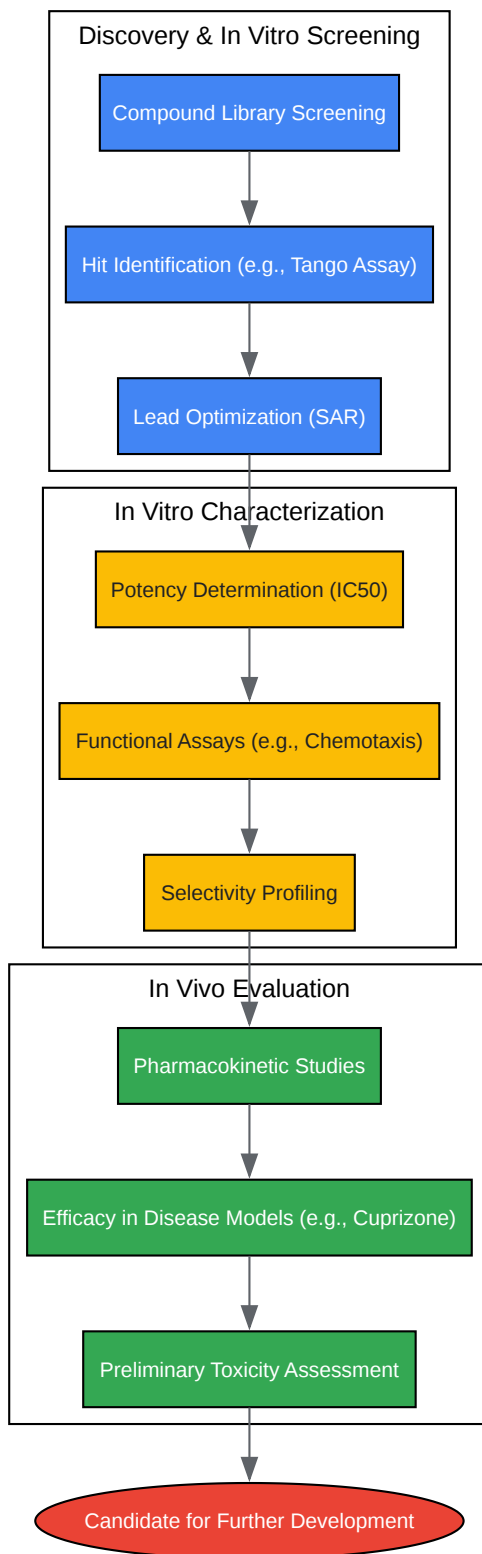 Discovery & In Vitro Screening
Compound Library Screening
Hit Identification (e.g., Tango Assay)
Lead Optimization (SAR)
In Vitro Characterization
Potency Determination (IC50)
Functional Assays (e.g., Chemotaxis)
Selectivity Profiling
In Vivo Evaluation
Pharmacokinetic Studies
Efficacy in Disease Models (e.g., Cuprizone)
Preliminary Toxicity Assessment
Candidate for Further Development